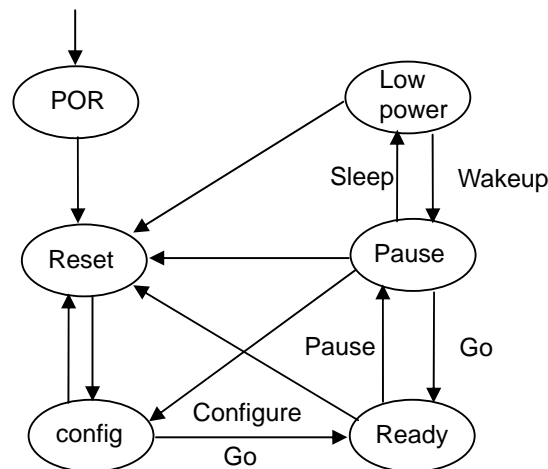 POR
Low
power
Sleep
Wakeup
Reset
Pause
Pause
Go
Configure
config
Go
Ready